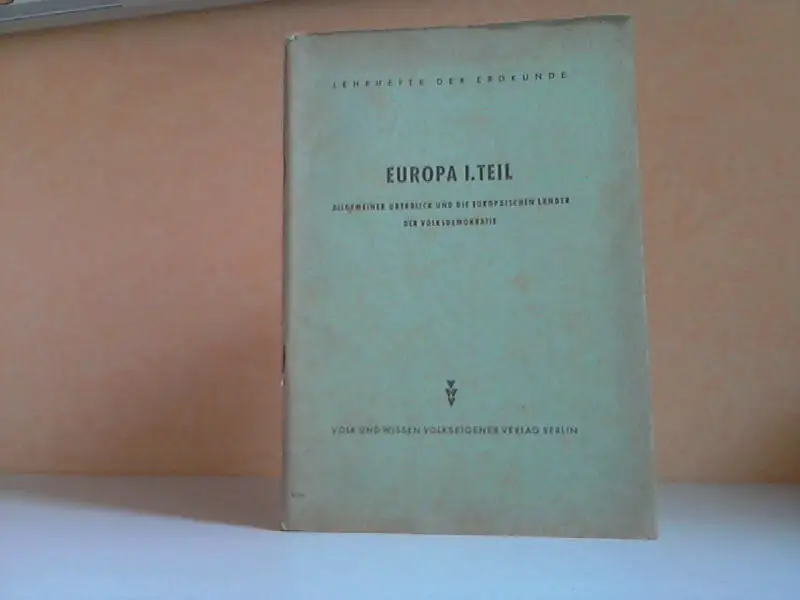 LEHRHEFTE DER ERDKUNDE
EUROPA I. TEIL
ALLGEMEINER ÜBERBLICK UND DIE EUROPÄISCHEN LÄNDER
DER VOLKSDEMOKRATIE
VOLK UND WISSEN VOLKSEIGENER VERLAG BERLIN